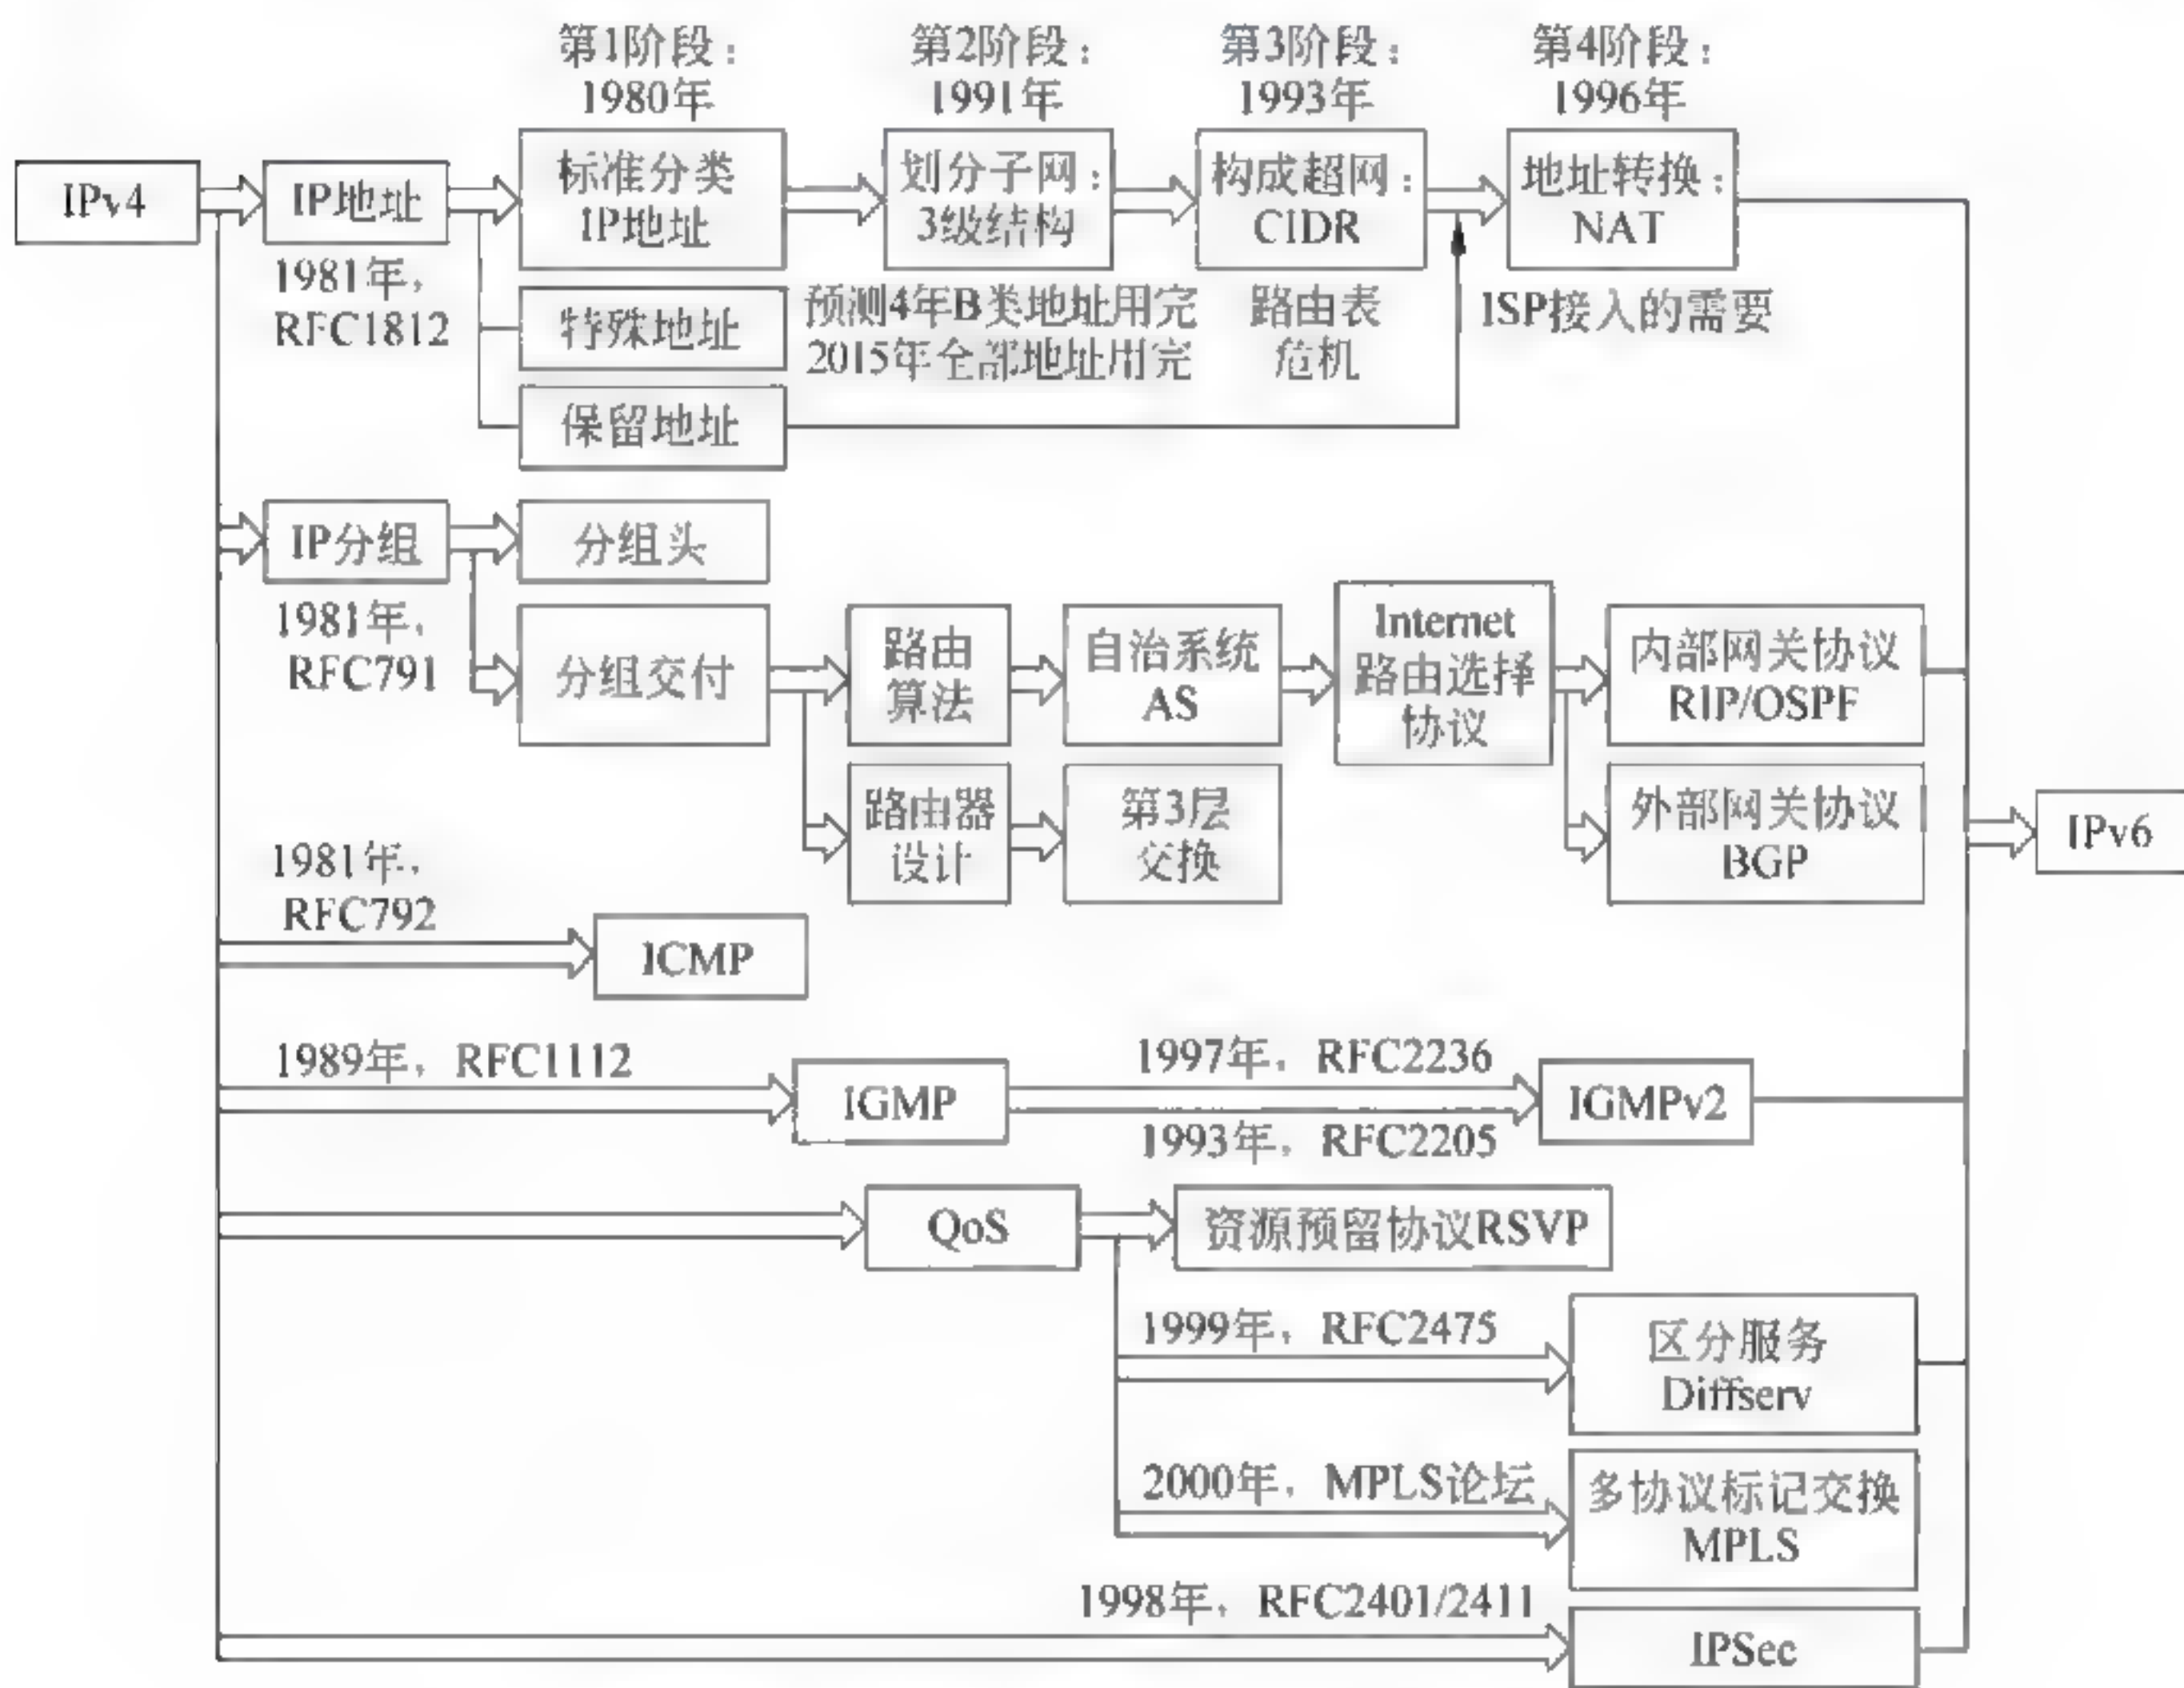 第1阶段：
1980年
第2阶段：
1991年
第3阶段：
1993年
第4阶段：
1996年
IPv4
IP地址
标准分类
IP地址
划分子网：
3级结构
构成超网：
CIDR
地址转换：
NAT
1981年，
RFC1812
特殊地址
预测4年B类地址用完
2015年全部地址用完
路由表
危机
ISP接入的需要
保留地址
IP分组
分组头
1981年，
RFC791
分组交付
路由
算法
自治系统
AS
Internet
路由选择
协议
内部网关协议
RIP/OSPF
路由器
设计
第3层
交换
外部网关协议
BGP
IPv6
1981年，
RFC792
ICMP
1989年，RFC1112
IGMP
1997年，RFC2236
IGMPv2
1993年，RFC2205
QoS
资源预留协议RSVP
1999年，RFC2475
区分服务
Diffserv
2000年，MPLS论坛
多协议标记交换
MPLS
1998年，RFC2401/2411
IPSec